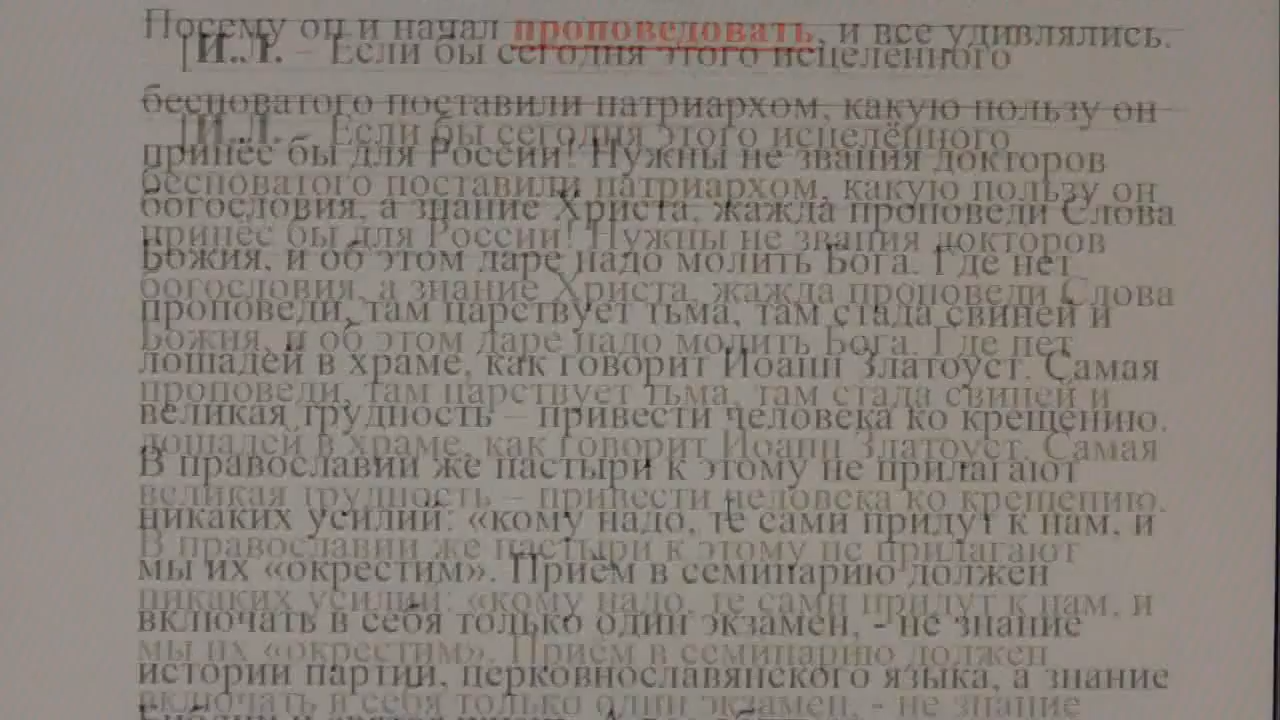 Посему он и начал проповедовать, и все удивлялись.
[И.Л. – Если бы сегодня этого исцелённого
бесноватого поставили патриархом, какую пользу он
принёс бы для России! Нужны не звания докторов
богословия, а знание Христа, жажда проповеди Слова
Божия, и об этом даре надо молить Бога. Где нет
проповеди, там царствует тьма, там стада свиней и
лошадей в храме, как говорит Иоанн Златоуст. Самая
великая трудность – привести человека ко крещению.
В православии же пастыри к этому не прилагают
никаких усилий: «кому надо, те сами придут к нам, и
мы их «окрестим». Приём в семинарию должен
включать в себя только один экзамен, - не знание
истории партии, церковнославянского языка, а знание